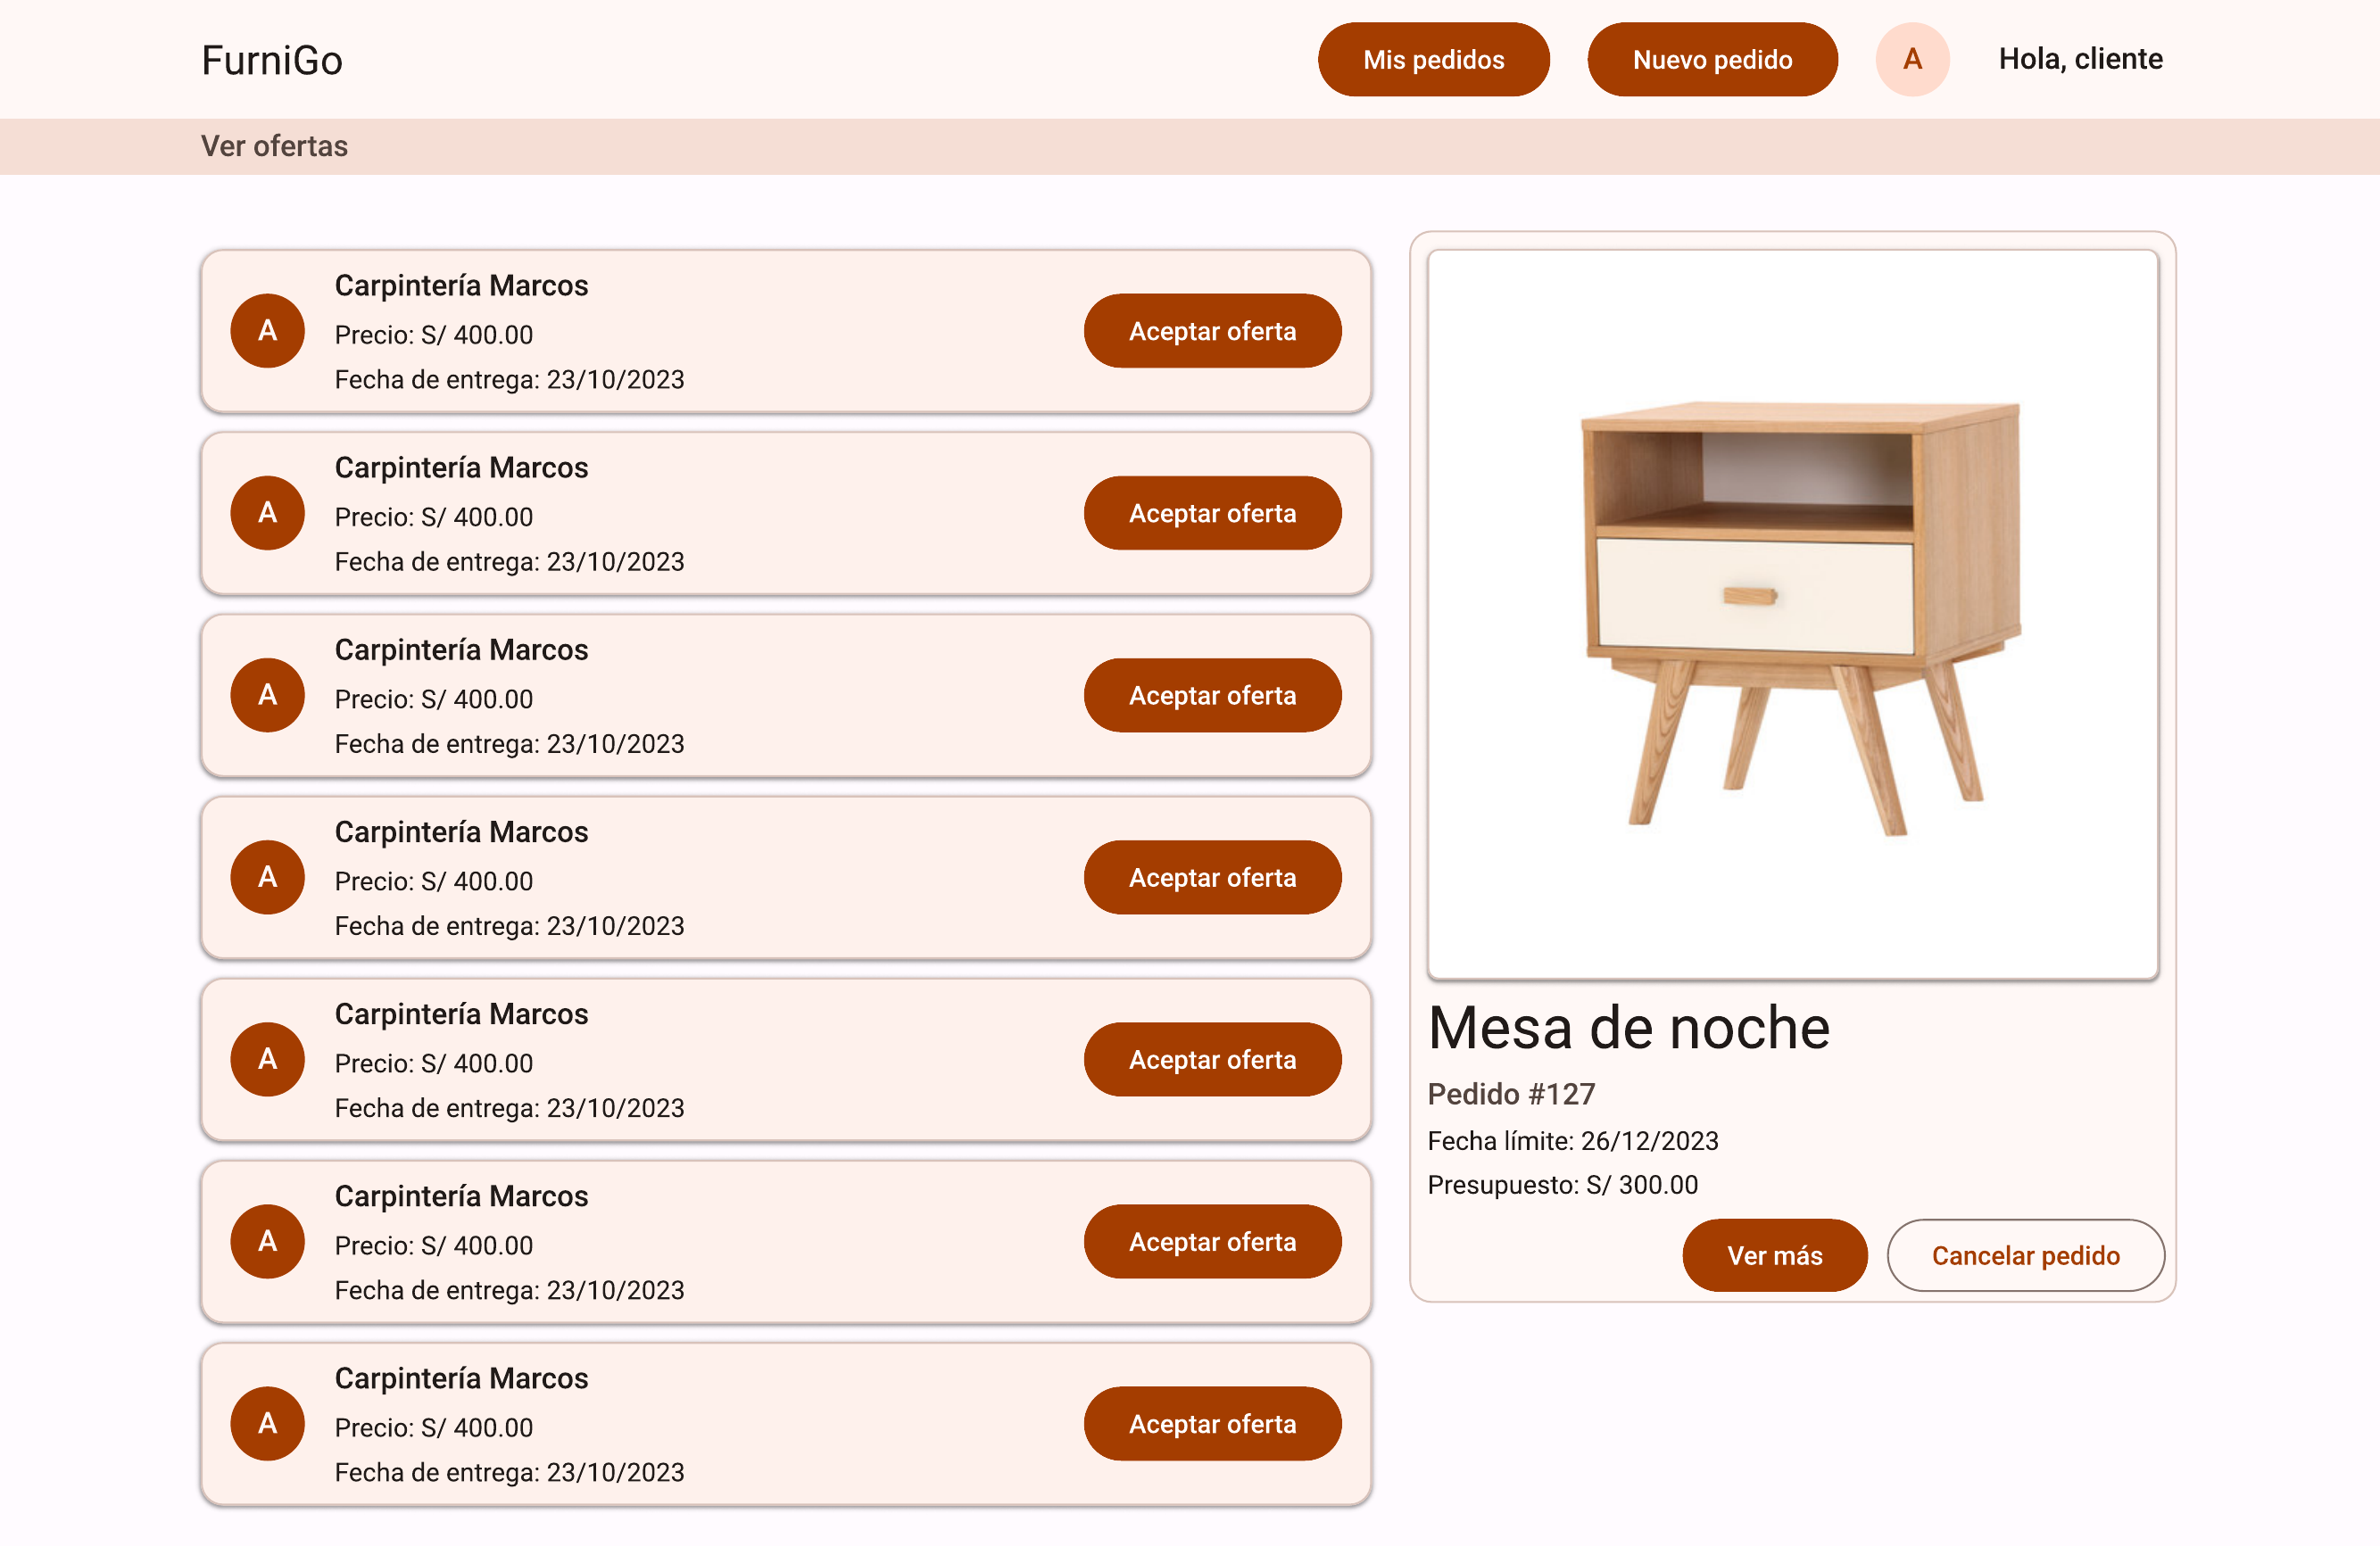 FurniGo
Mis pedidos
Nuevo pedido
A
Hola, cliente
Ver ofertas
A
Carpintería Marcos
Precio: S/ 400.00
Fecha de entrega: 23/10/2023
Aceptar oferta
A
Carpintería Marcos
Precio: S/ 400.00
Fecha de entrega: 23/10/2023
Aceptar oferta
A
Carpintería Marcos
Precio: S/ 400.00
Fecha de entrega: 23/10/2023
Aceptar oferta
A
Carpintería Marcos
Precio: S/ 400.00
Fecha de entrega: 23/10/2023
Aceptar oferta
A
Carpintería Marcos
Precio: S/ 400.00
Fecha de entrega: 23/10/2023
Aceptar oferta
A
Carpintería Marcos
Precio: S/ 400.00
Fecha de entrega: 23/10/2023
Aceptar oferta
A
Carpintería Marcos
Precio: S/ 400.00
Fecha de entrega: 23/10/2023
Aceptar oferta
Mesa de noche
Pedido #127
Fecha límite: 26/12/2023
Presupuesto: S/ 300.00
Ver más
Cancelar pedido